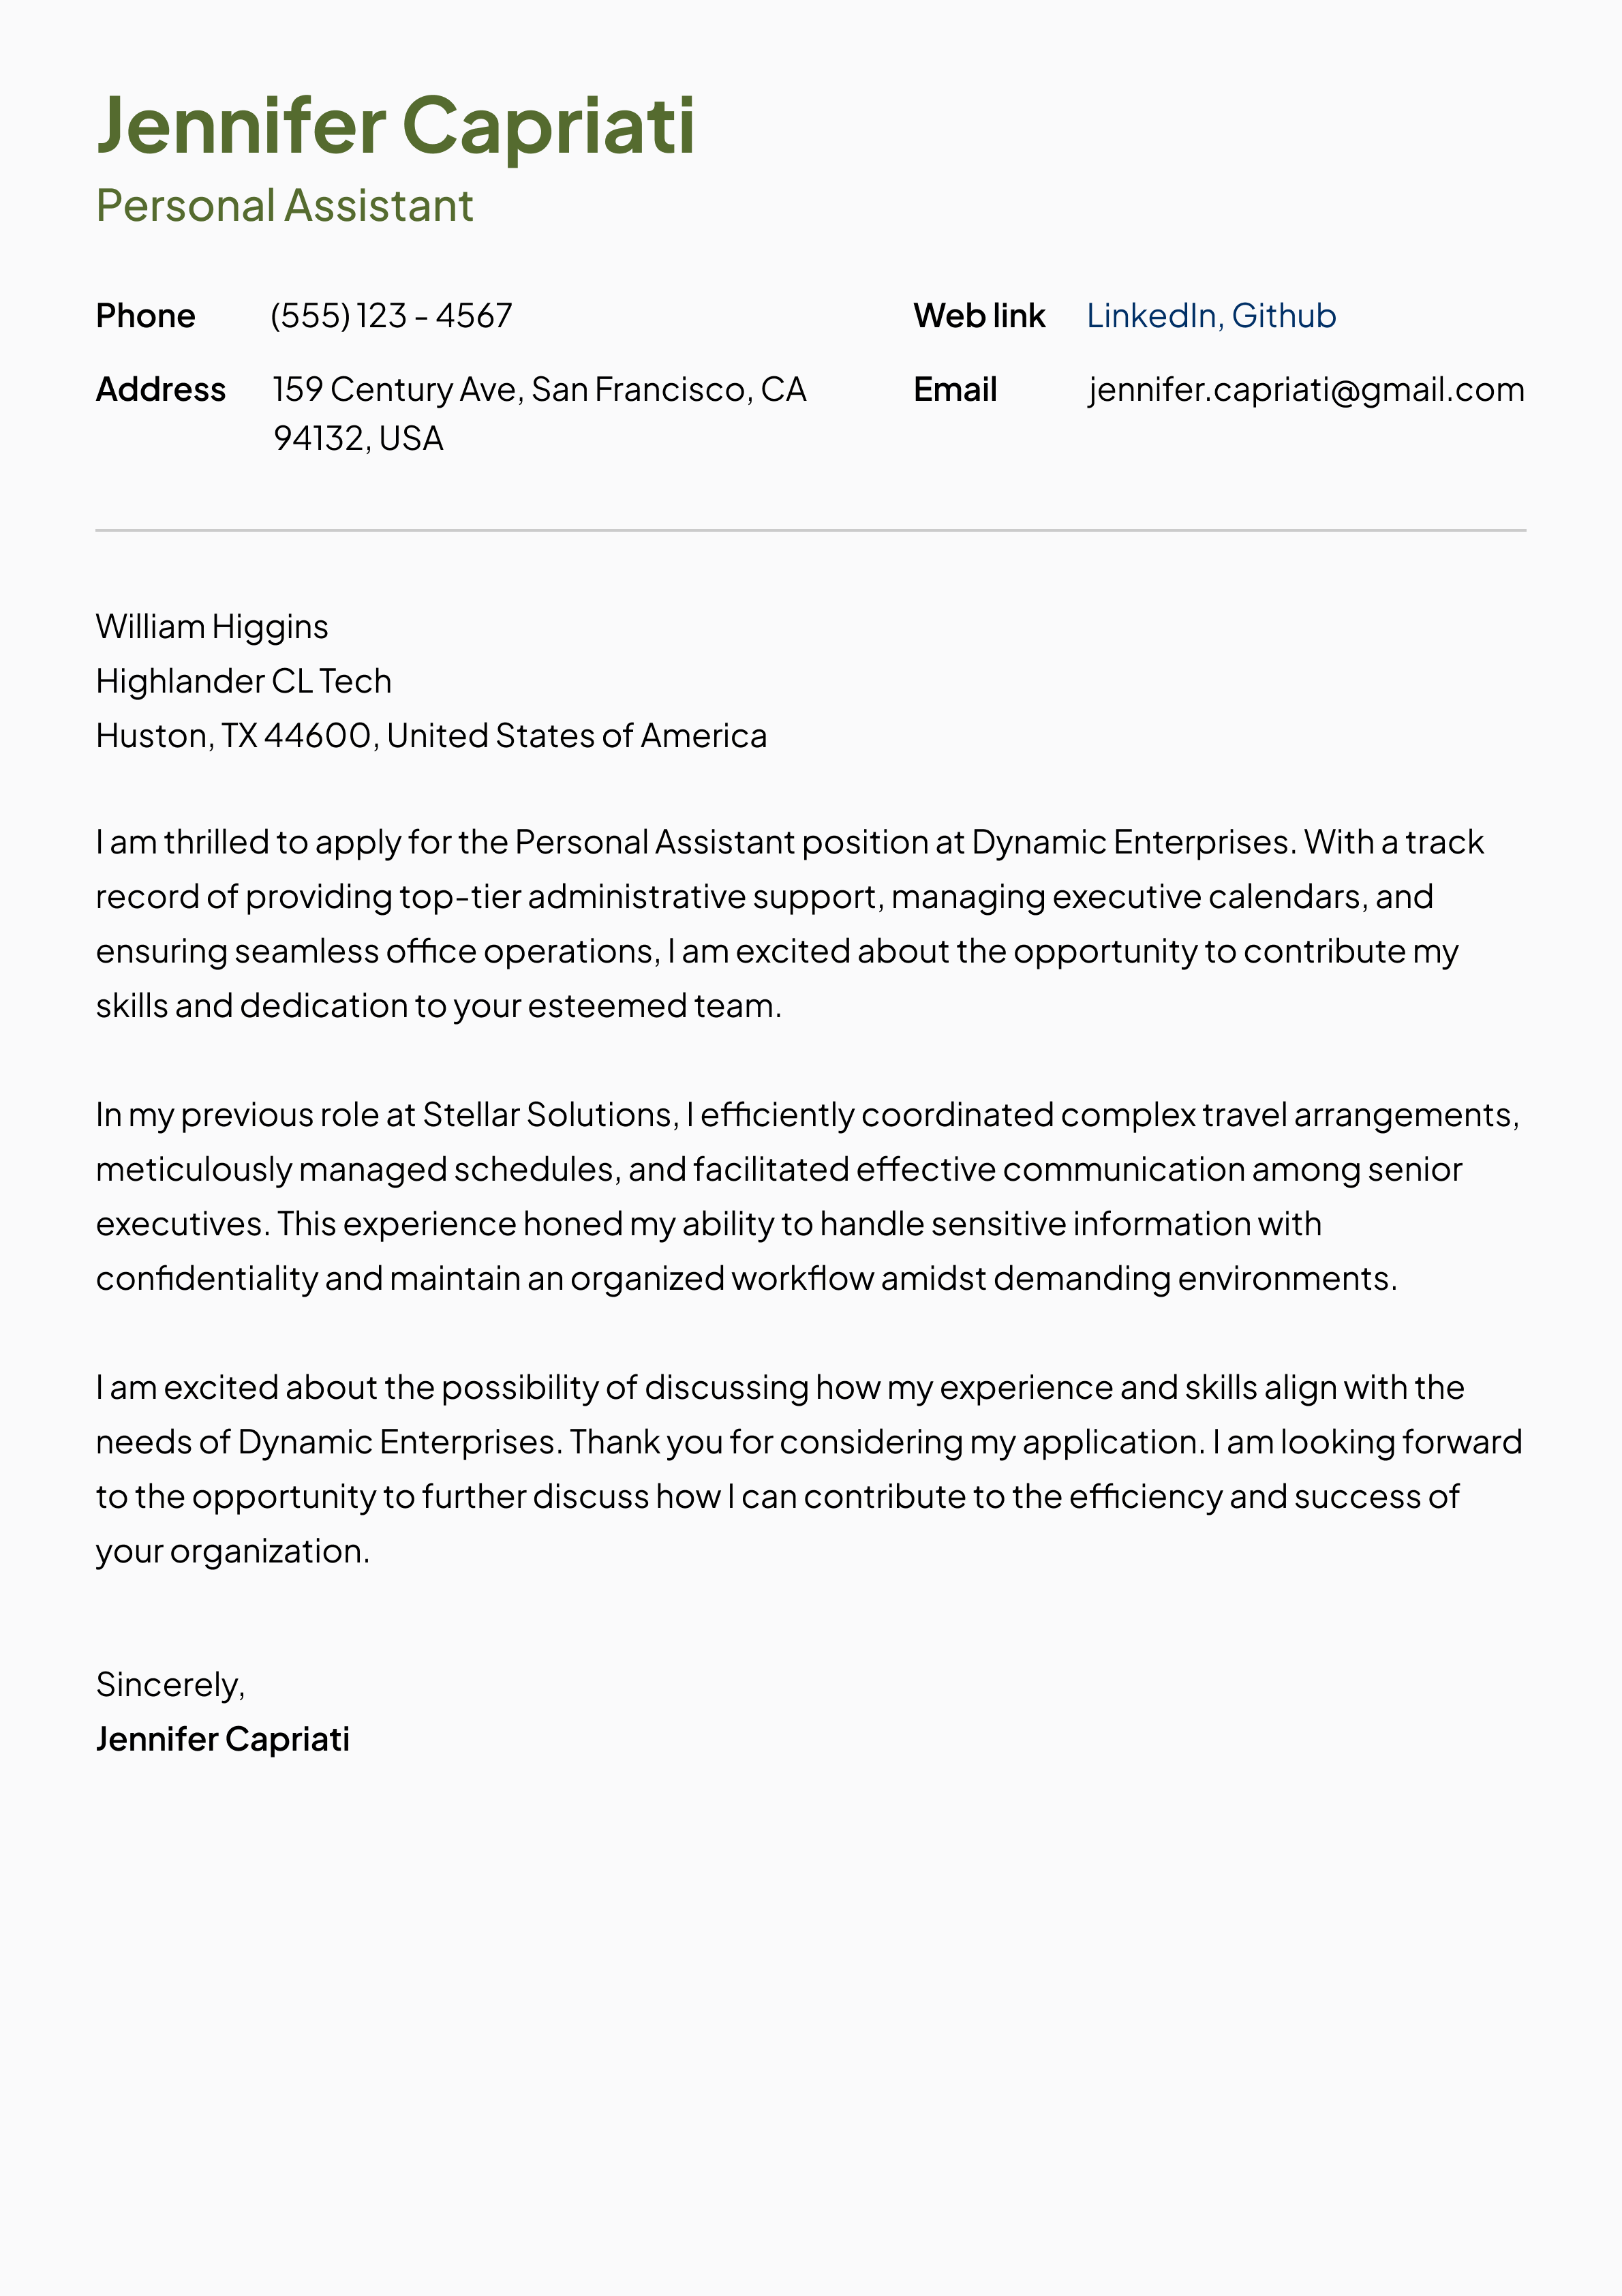 Jennifer Capriati
Personal Assistant
Phone (555) 123 - 4567 Web link LinkedIn, Github
Address 159 Century Ave, San Francisco, CA Email jennifer.capriati@gmail.com
94132, USA
William Higgins
Highlander CL Tech
Huston, TX 44600, United States of America
I am thrilled to apply for the Personal Assistant position at Dynamic Enterprises. With a track
record of providing top-tier administrative support, managing executive calendars, and
ensuring seamless office operations, I am excited about the opportunity to contribute my
skills and dedication to your esteemed team.
In my previous role at Stellar Solutions, I efficiently coordinated complex travel arrangements,
meticulously managed schedules, and facilitated effective communication among senior
executives. This experience honed my ability to handle sensitive information with
confidentiality and maintain an organized workflow amidst demanding environments.
I am excited about the possibility of discussing how my experience and skills align with the
needs of Dynamic Enterprises. Thank you for considering my application. I am looking forward
to the opportunity to further discuss how I can contribute to the efficiency and success of
your organization.
Sincerely,
Jennifer Capriati